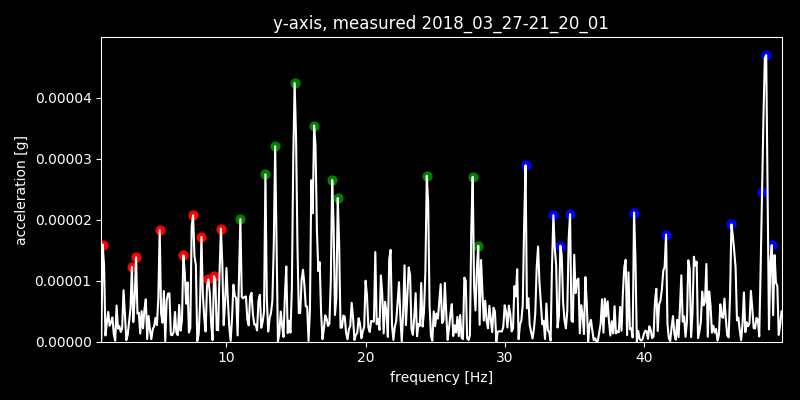 y-axis, measured 2018_03_27-21_20_01
0.00004
0.00003
0.00002
0.00001
0.00000
acceleration [g]
10 20 30 40
frequency [Hz]